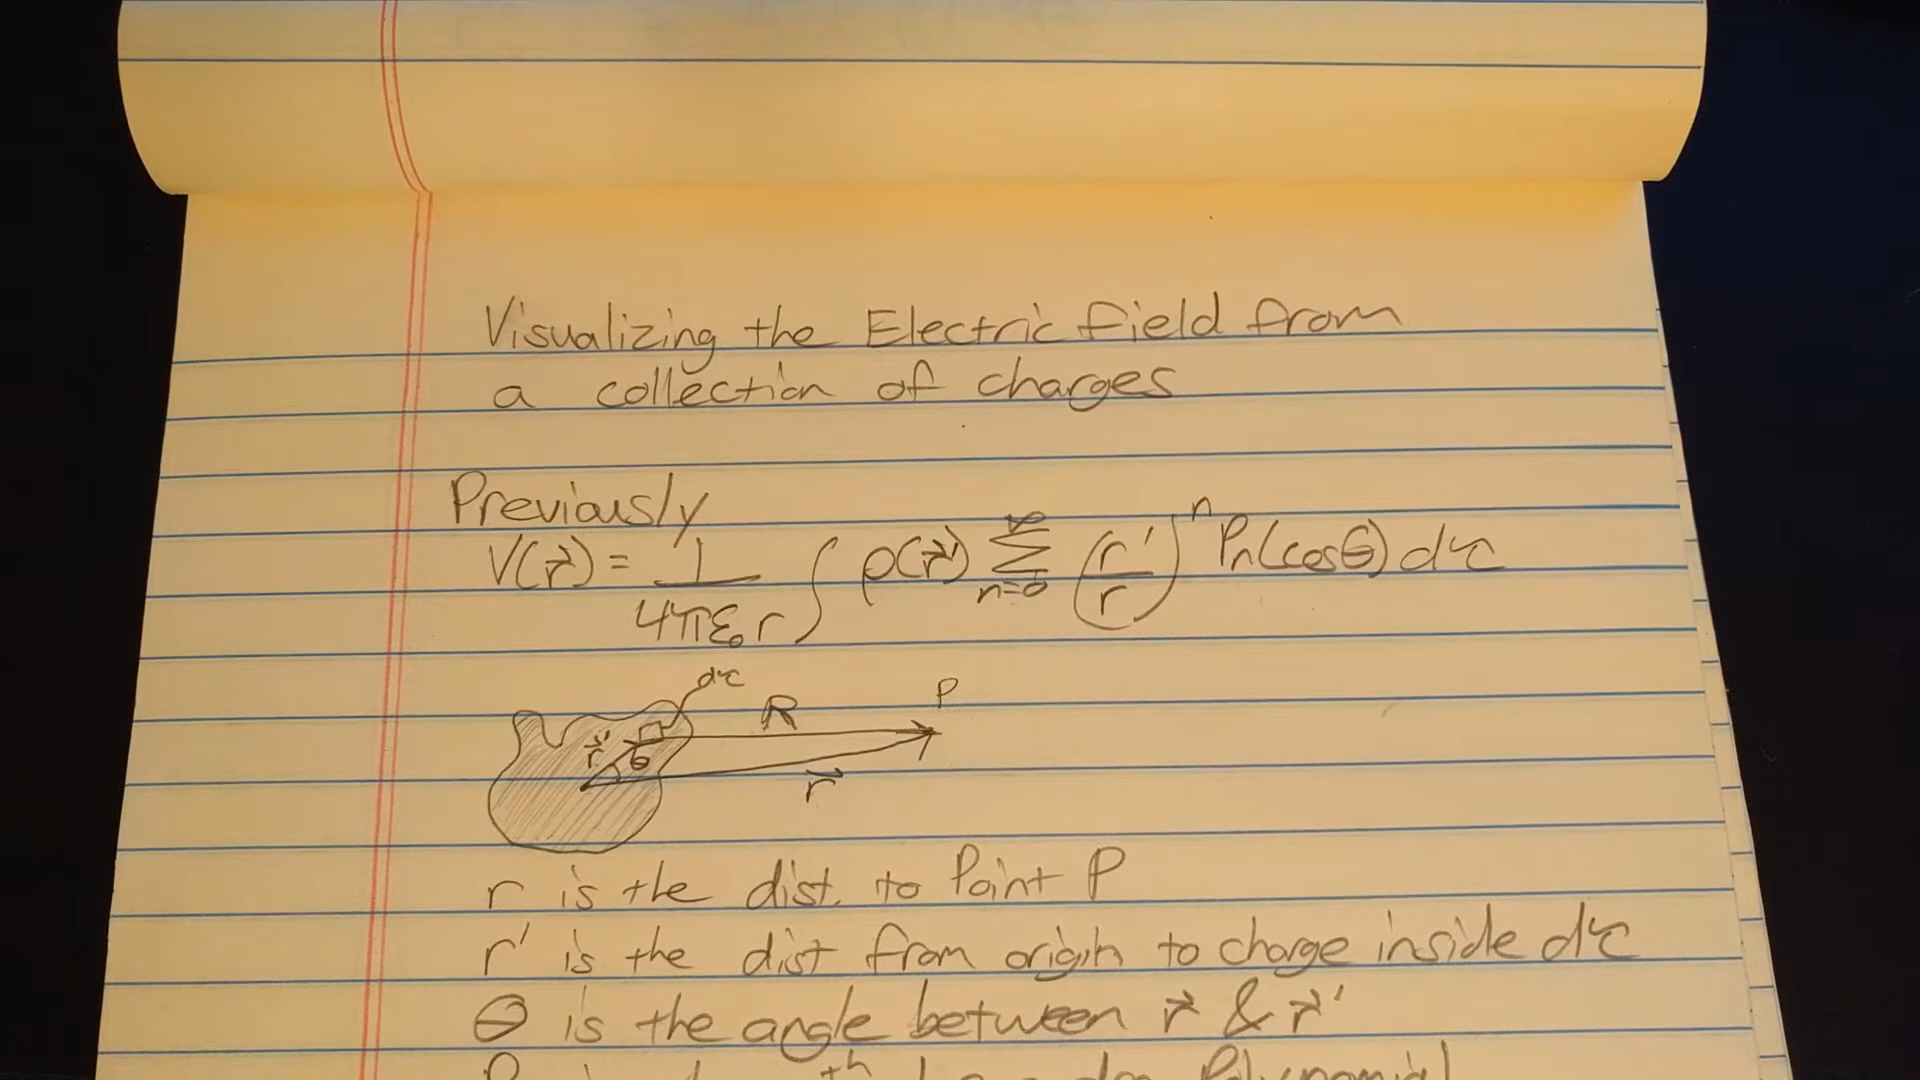 Visualizing the Electric field from
a collection of charges
Previously
V(r⃗) = 1/(4πε₀r) ∫ ρ(r⃗') ∑_{n=0}^{∞} (r'/r)^n Pn(cosθ) dτ
dτ
R
P
r⃗'
θ
r⃗
r is the dist. to Point P
r' is the dist from origin to charge inside dτ
θ is the angle between r⃗ & r⃗'